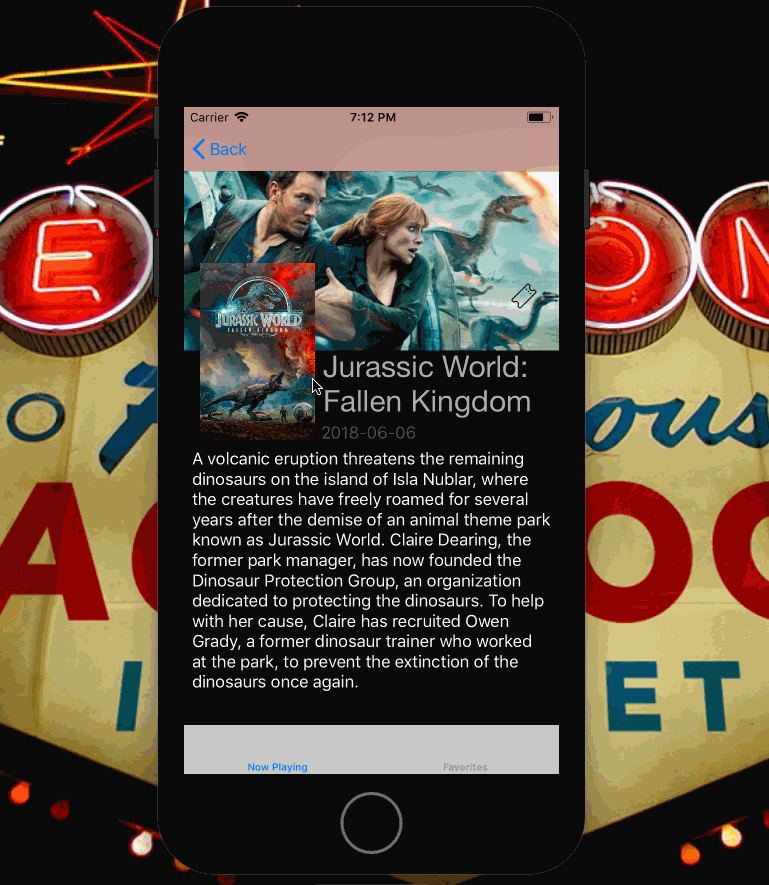 Carrier 7:12 PM
Back
JURASSIC WORLD
FALLEN KINGDOM
Jurassic World:
Fallen Kingdom
2018-06-06
A volcanic eruption threatens the remaining
dinosaurs on the island of Isla Nublar, where
the creatures have freely roamed for several
years after the demise of an animal theme park
known as Jurassic World. Claire Dearing, the
former park manager, has now founded the
Dinosaur Protection Group, an organization
dedicated to protecting the dinosaurs. To help
with her cause, Claire has recruited Owen
Grady, a former dinosaur trainer who worked
at the park, to prevent the extinction of the
dinosaurs once again.
Now Playing Favorites
E O N
ous
A OO
I ET